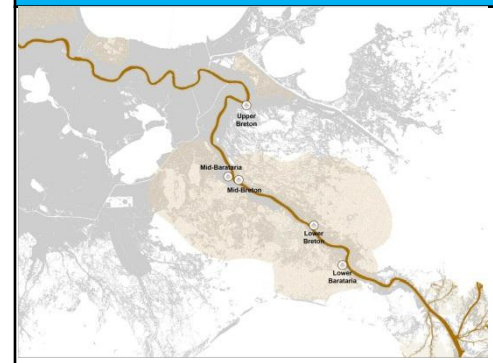 Upper
Breton
Mid-Barataria
Mid-Breton
Lower
Breton
Lower
Barataria